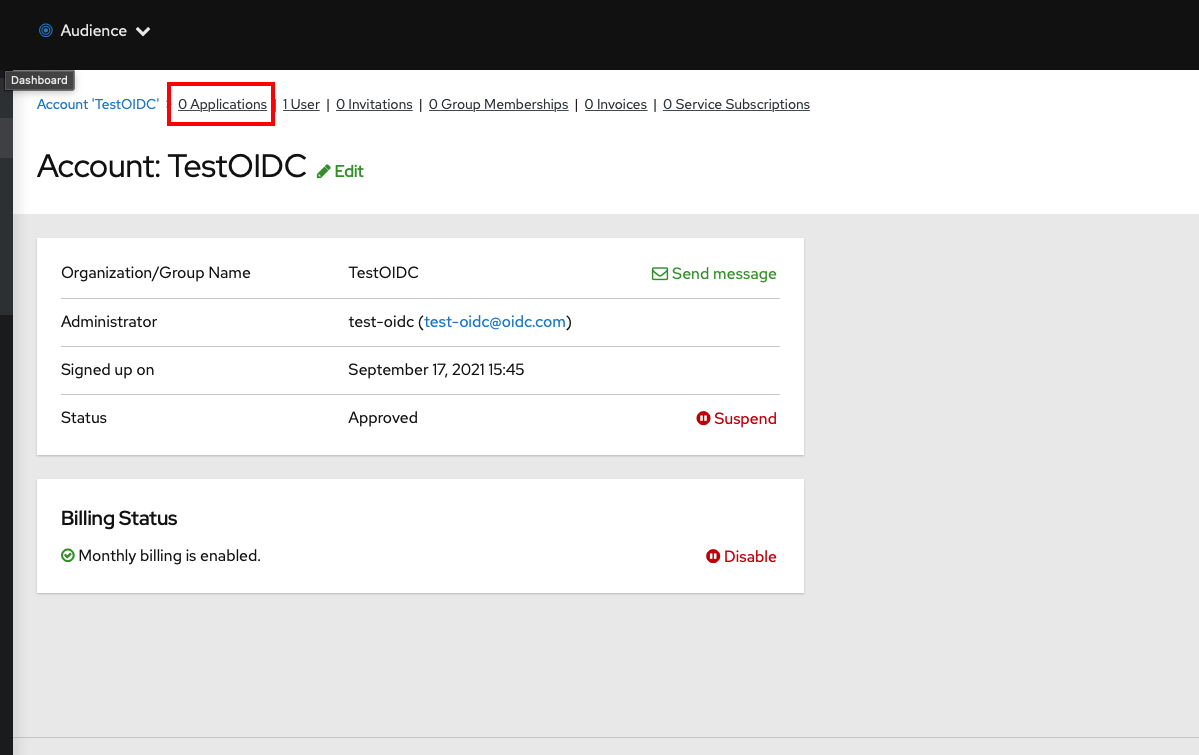 Audience
Dashboard
Account 'TestOIDC' 0 Applications | 1 User | 0 Invitations | 0 Group Memberships | 0 Invoices | 0 Service Subscriptions
Account: TestOIDC Edit
Organization/Group Name TestOIDC Send message
Administrator test-oidc (test-oidc@oidc.com)
Signed up on September 17, 2021 15:45
Status Approved Suspend
Billing Status
Monthly billing is enabled. Disable